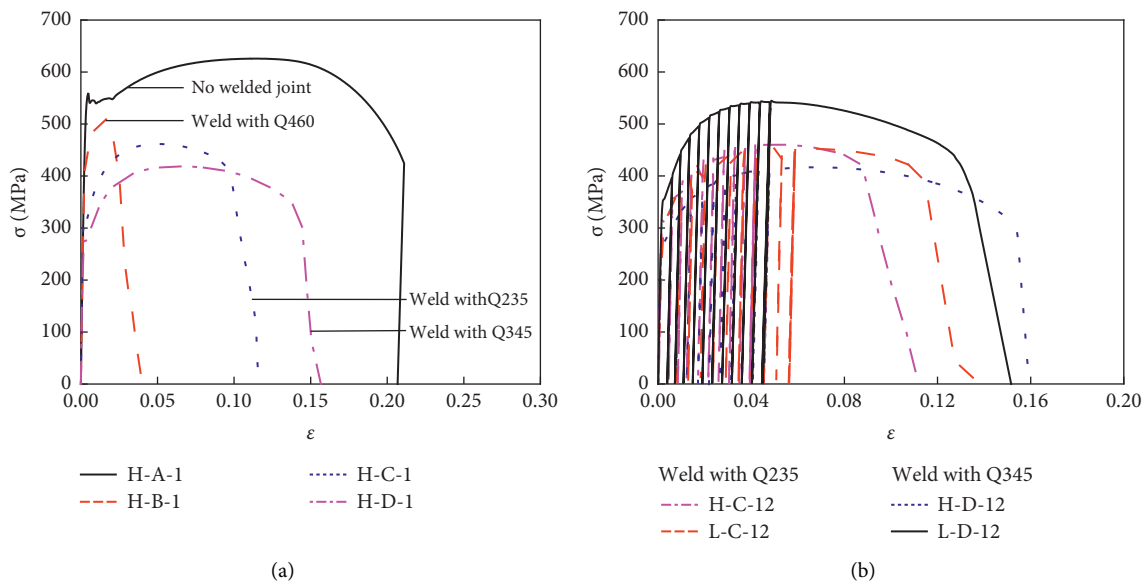 700
600
500
400
300
200
100
0
σ (MPa)
No welded joint
Weld with Q460
Weld withQ235
Weld with Q345
0.00 0.05 0.10 0.15 0.20 0.25 0.30
ε
H-A-1 H-C-1
H-B-1 H-D-1
(a)
700
600
500
400
300
200
100
0
σ (MPa)
0.00 0.04 0.08 0.12 0.16 0.20
ε
Weld with Q235 Weld with Q345
H-C-12 H-D-12
L-C-12 L-D-12
(b)